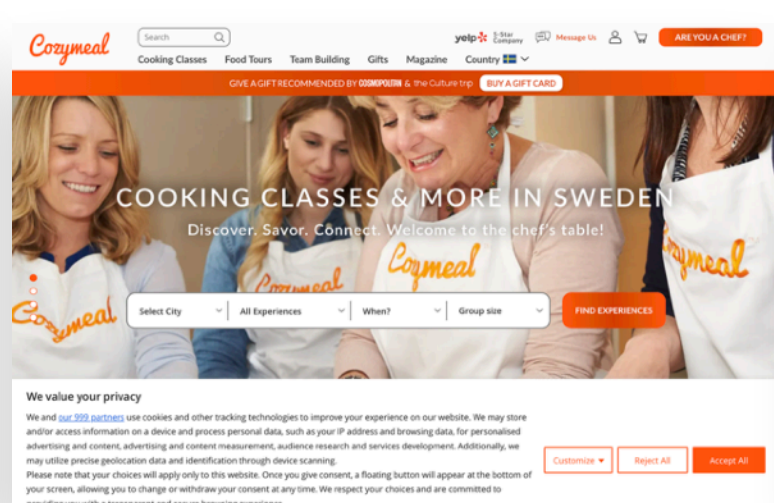 Cozymeal
Search
yelp 5-Star Company
Message Us
ARE YOU A CHEF?
Cooking Classes Food Tours Team Building Gifts Magazine Country
GIVE A GIFT RECOMMENDED BY COSMOPOLITAN & the Culture trip BUY A GIFT CARD
COOKING CLASSES & MORE IN SWEDEN
Discover. Savor. Connect. Welcome to the chef's table!
Cozymeal
Cozymeal
Cozymeal
Cozymeal
Select City All Experiences When? Group size FIND EXPERIENCES
We value your privacy
We and our 999 partners use cookies and other tracking technologies to improve your experience on our website. We may store
and/or access information on a device and process personal data, such as your IP address and browsing data, for personalised
advertising and content, advertising and content measurement, audience research and services development. Additionally, we
may utilize precise geolocation data and identification through device scanning.
Please note that your choices will apply only to this website. Once you give consent, a floating button will appear at the bottom of
your screen, allowing you to change or withdraw your consent at any time. We respect your choices and are committed to
Customize Reject All Accept All